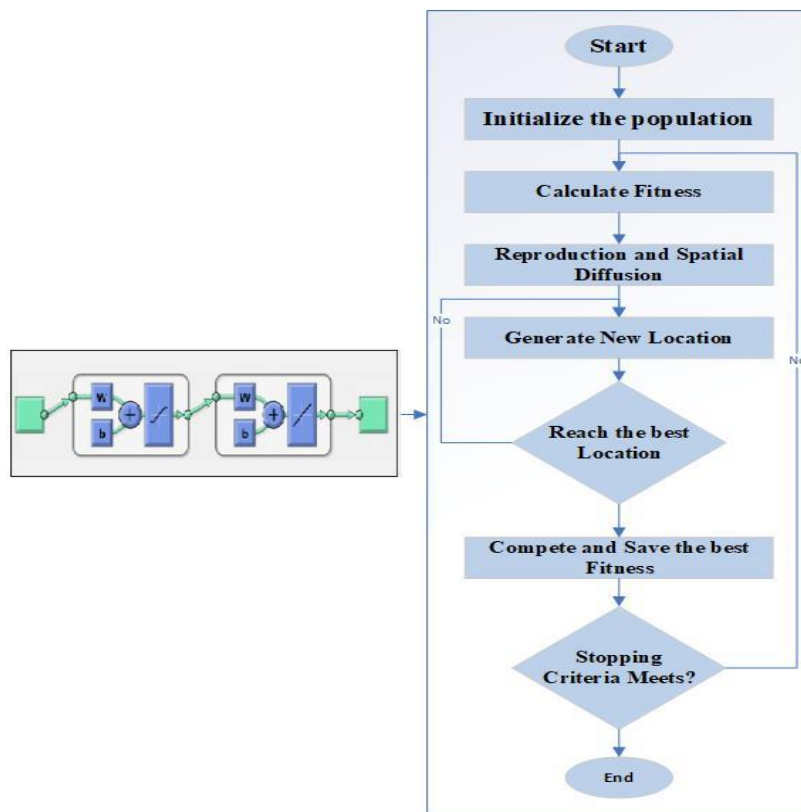 Start
Initialize the population
Calculate Fitness
Reproduction and Spatial
Diffusion
No
Generate New Location
No
Reach the best
Location
Compete and Save the best
Fitness
Stopping
Criteria Meets?
End
W
b
W
b